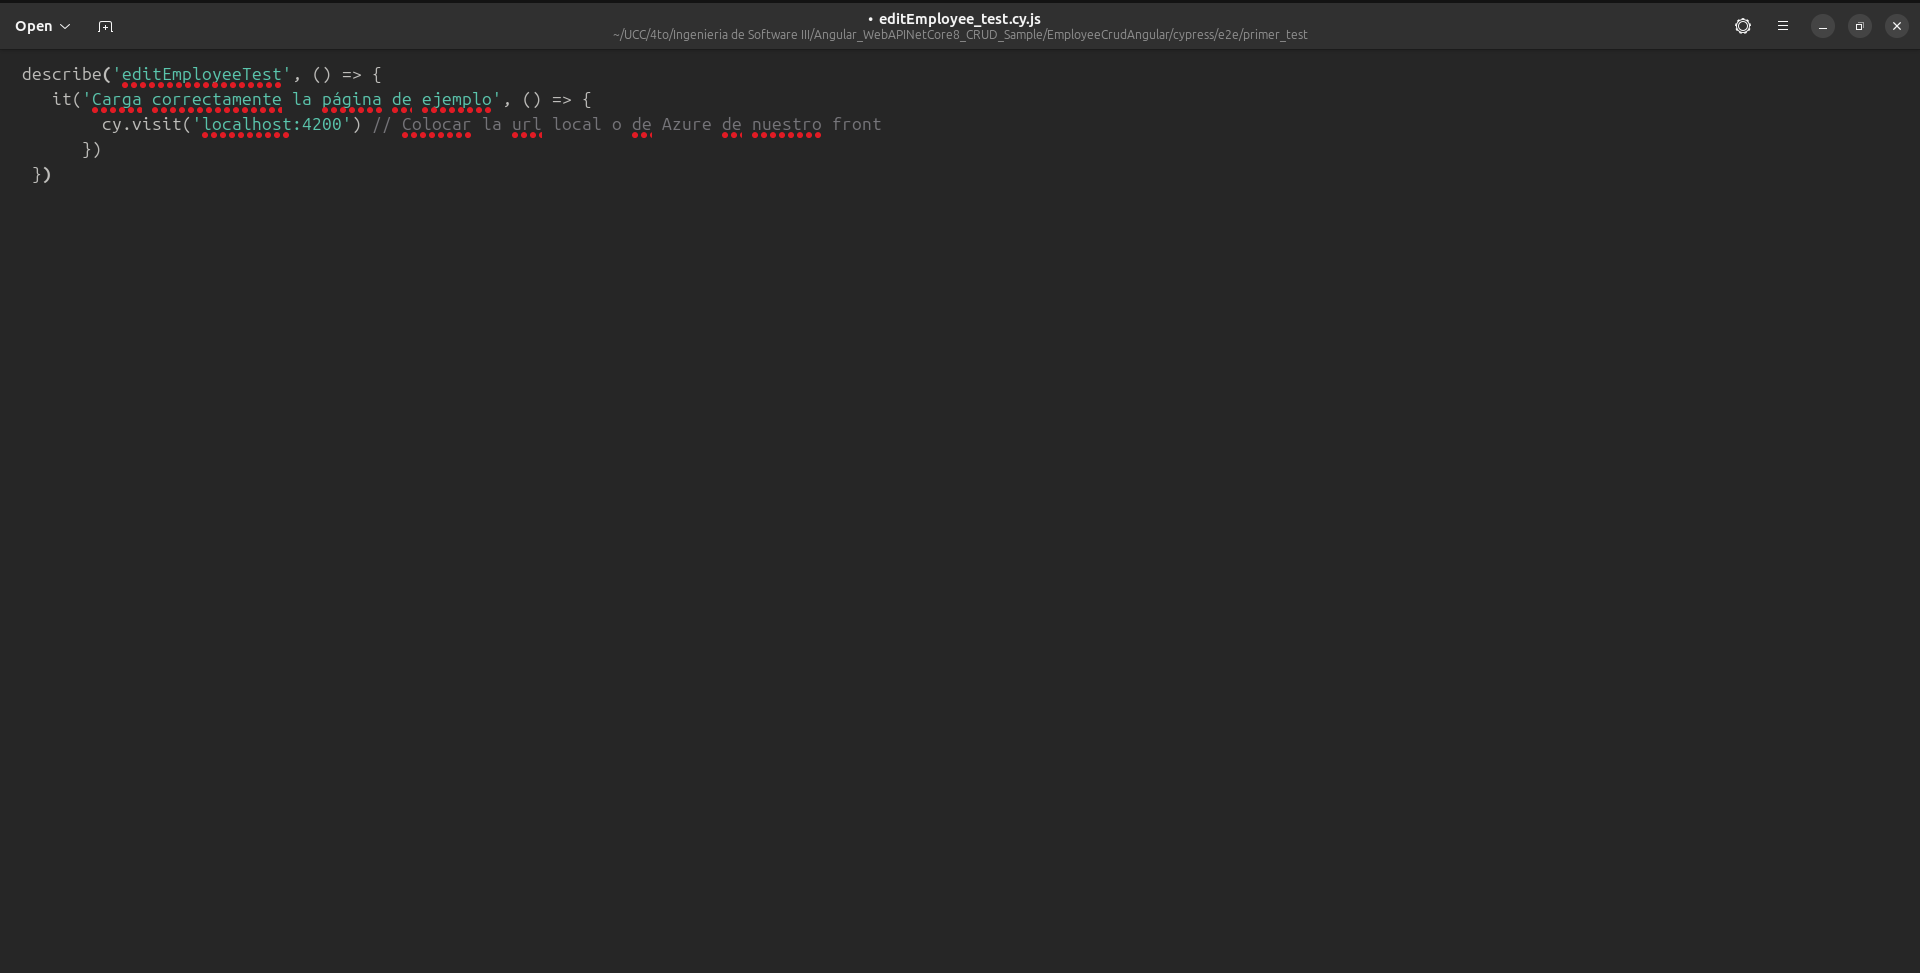 Open
• editEmployee_test.cy.js
~/UCC/4to/Ingenieria de Software III/Angular_WebAPINetCore8_CRUD_Sample/EmployeeCrudAngular/cypress/e2e/primer_test
describe('editEmployeeTest', () => {
it('Carga correctamente la página de ejemplo', () => {
cy.visit('localhost:4200') // Colocar la url local o de Azure de nuestro front
})
})